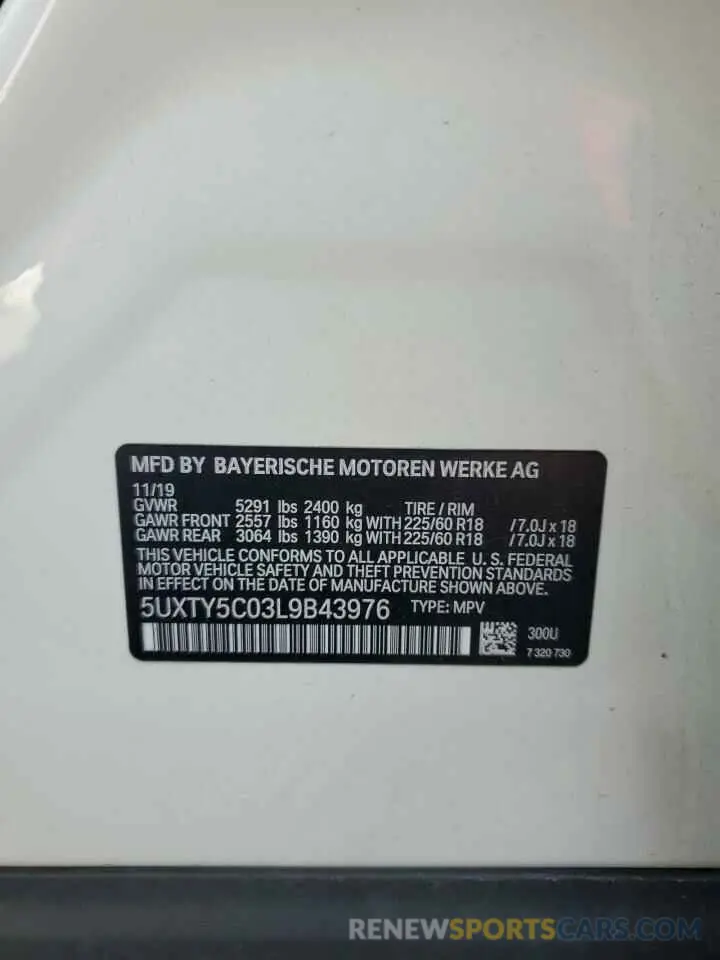 MFD BY BAYERISCHE MOTOREN WERKE AG
11/19
GVWR 5291 lbs 2400 kg TIRE / RIM
GAWR FRONT 2557 lbs 1160 kg WITH 225/60 R18 /7.0J x 18
GAWR REAR 3064 lbs 1390 kg WITH 225/60 R18 /7.0J x 18
THIS VEHICLE CONFORMS TO ALL APPLICABLE U. S. FEDERAL
MOTOR VEHICLE SAFETY AND THEFT PREVENTION STANDARDS
IN EFFECT ON THE DATE OF MANUFACTURE SHOWN ABOVE.
5UXTY5C03L9B43976 TYPE: MPV
300U
7 320 730
RENEWSPORTSCARS.COM